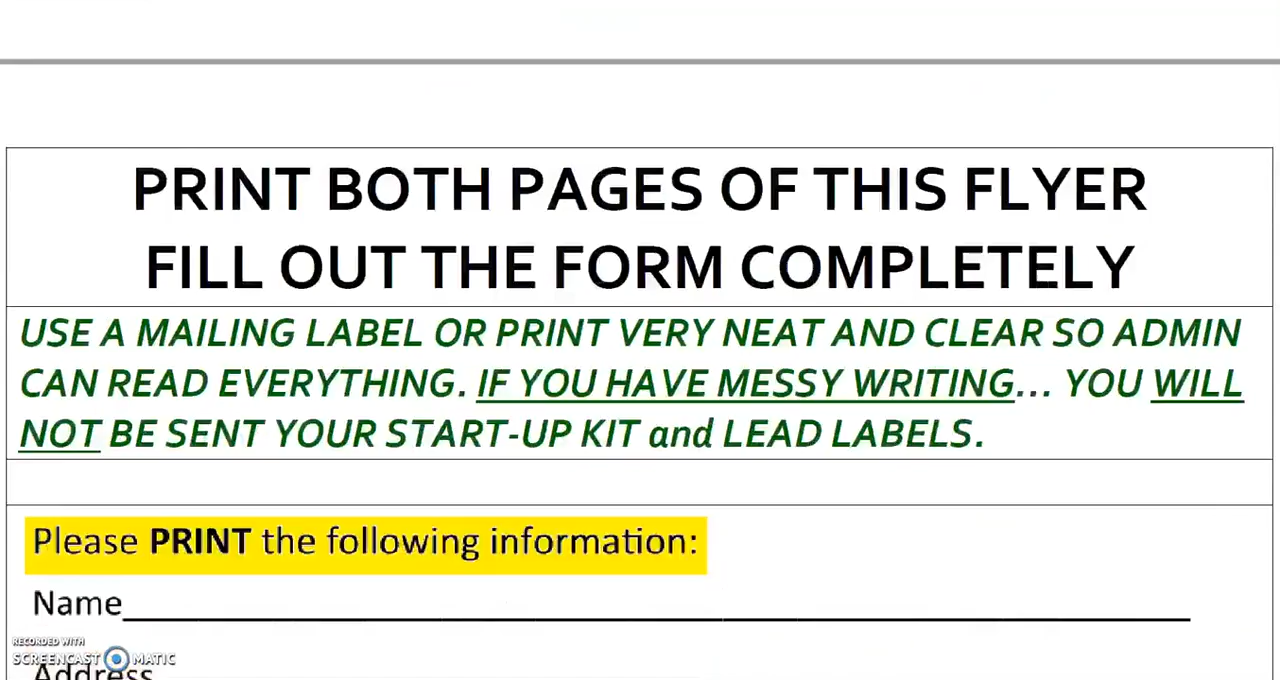 PRINT BOTH PAGES OF THIS FLYER
FILL OUT THE FORM COMPLETELY
USE A MAILING LABEL OR PRINT VERY NEAT AND CLEAR SO ADMIN
CAN READ EVERYTHING. IF YOU HAVE MESSY WRITING... YOU WILL
NOT BE SENT YOUR START-UP KIT and LEAD LABELS.
Please PRINT the following information:
Name
RECORDED WITH
SCREENCAST MATIC
Address